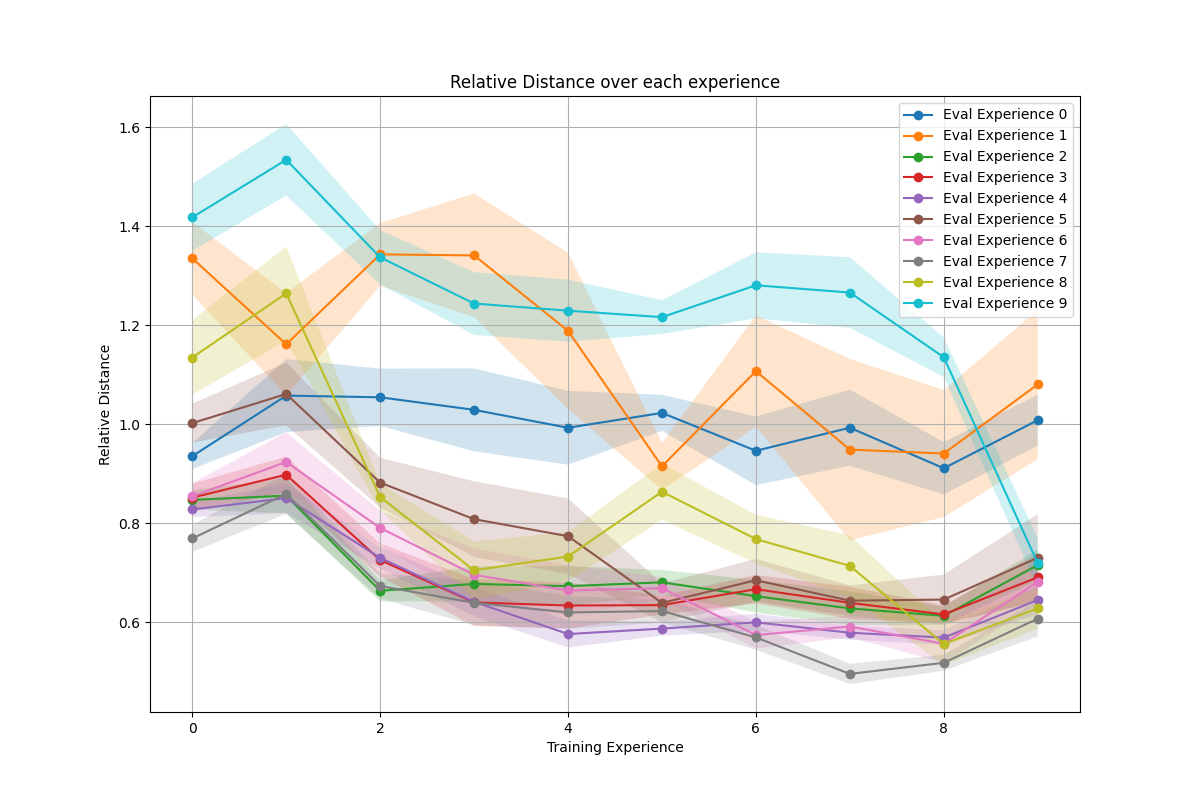 Relative Distance over each experience
Relative Distance
1.6
1.4
1.2
1.0
0.8
0.6
0
2
4
6
8
Training Experience
Eval Experience 0
Eval Experience 1
Eval Experience 2
Eval Experience 3
Eval Experience 4
Eval Experience 5
Eval Experience 6
Eval Experience 7
Eval Experience 8
Eval Experience 9